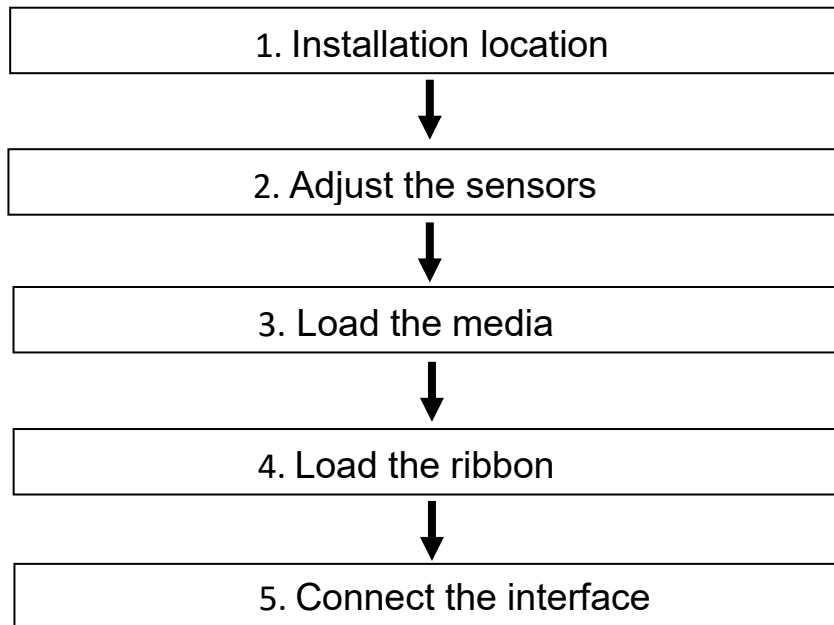 1. Installation location
2. Adjust the sensors
3. Load the media
4. Load the ribbon
5. Connect the interface